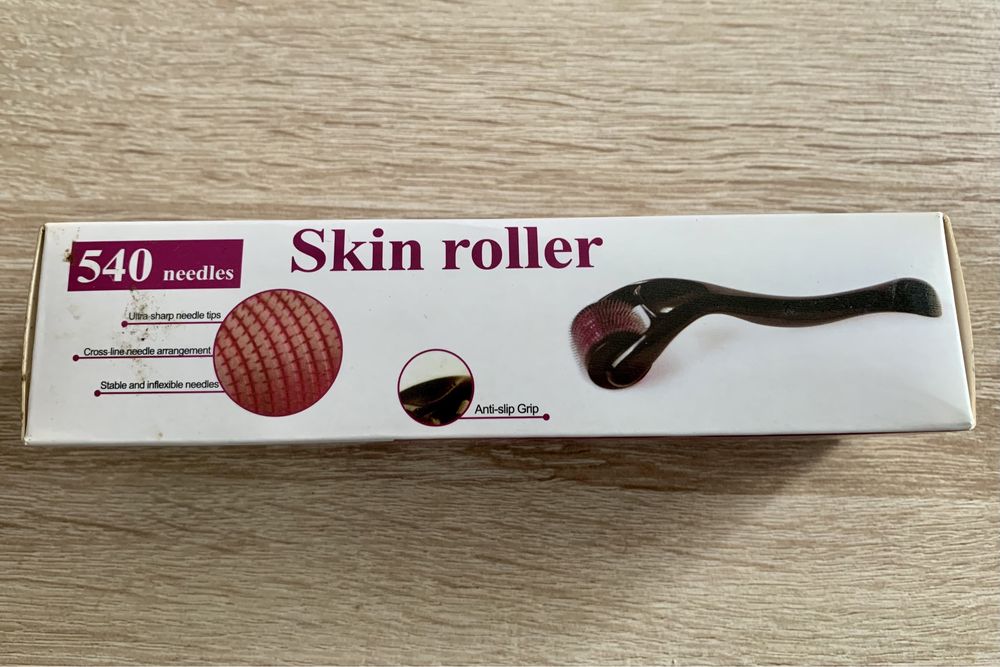 540 needles
Skin roller
Ultra-sharp needle tips
Cross-line needle arrangement
Stable and inflexible needles
Anti-slip Grip